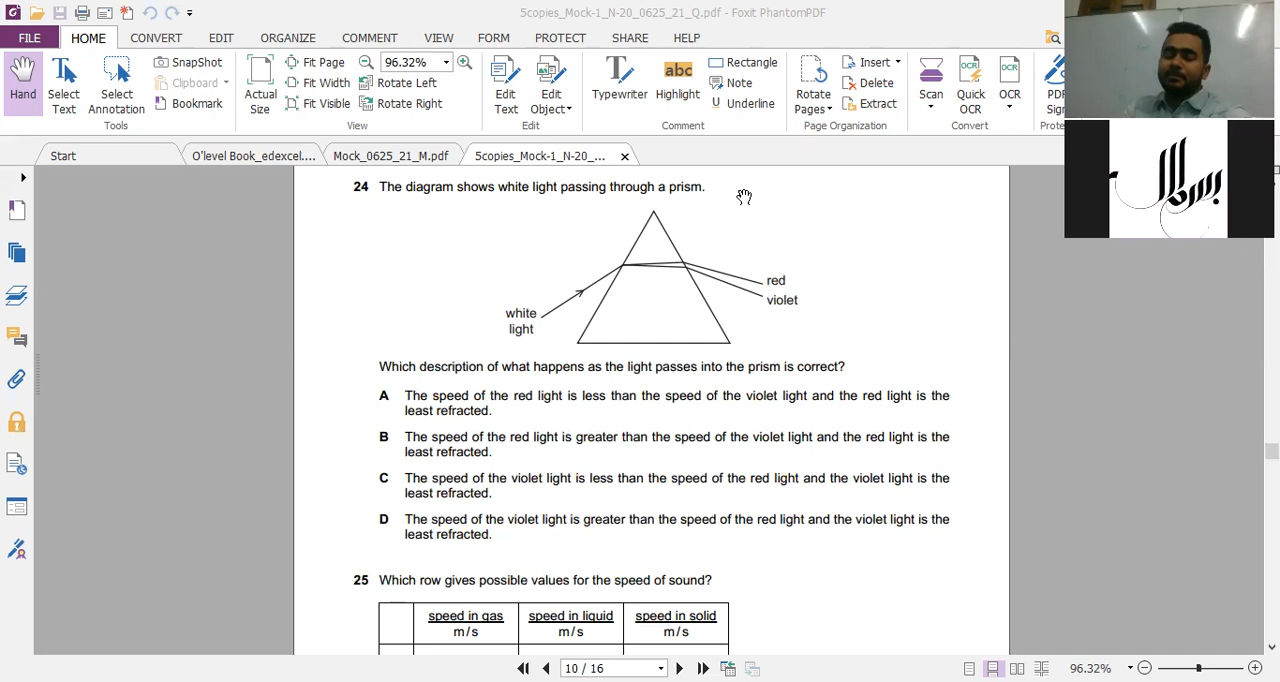 5copies_Mock-1_N-20_0625_21_Q.pdf - Foxit PhantomPDF
FILE HOME CONVERT EDIT ORGANIZE COMMENT VIEW FORM PROTECT SHARE HELP
Hand
Select Text
Select Annotation
SnapShot
Clipboard
Bookmark
Tools
Actual Size
Fit Page
Fit Width
Fit Visible
96.32%
Rotate Left
Rotate Right
View
Edit Text
Edit Object
Edit
Typewriter
abc
Highlight
Rectangle
Note
Underline
Comment
Rotate Pages
Insert
Delete
Extract
Page Organization
Scan
OCR
Quick OCR
OCR
OCR
Convert
PDF
Sign
Prote
Start
O'level Book_edexcel....
Mock_0625_21_M.pdf
5copies_Mock-1_N-20_...
24 The diagram shows white light passing through a prism.
red
violet
white
light
Which description of what happens as the light passes into the prism is correct?
A The speed of the red light is less than the speed of the violet light and the red light is the
least refracted.
B The speed of the red light is greater than the speed of the violet light and the red light is the
least refracted.
C The speed of the violet light is less than the speed of the red light and the violet light is the
least refracted.
D The speed of the violet light is greater than the speed of the red light and the violet light is the
least refracted.
25 Which row gives possible values for the speed of sound?
speed in gas speed in liquid speed in solid
m/s m/s m/s
10 / 16
96.32%